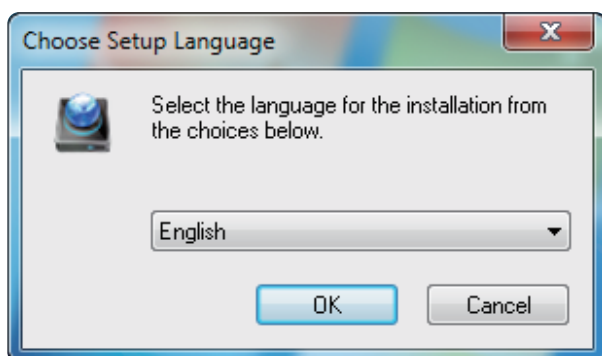 Choose Setup Language
Select the language for the installation from
the choices below.
English
OK
Cancel